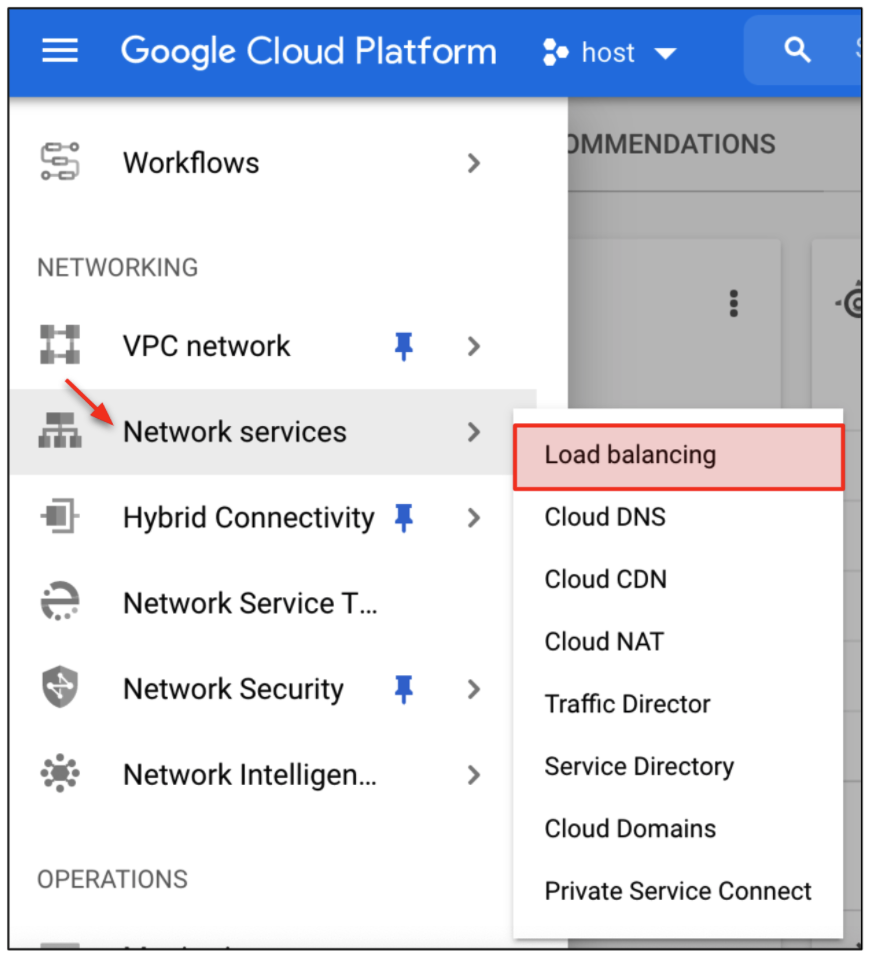 Google Cloud Platform host
Workflows
OMMENDATIONS
NETWORKING
VPC network
Network services
Hybrid Connectivity
Network Service T...
Network Security
Network Intelligen...
OPERATIONS
Load balancing
Cloud DNS
Cloud CDN
Cloud NAT
Traffic Director
Service Directory
Cloud Domains
Private Service Connect